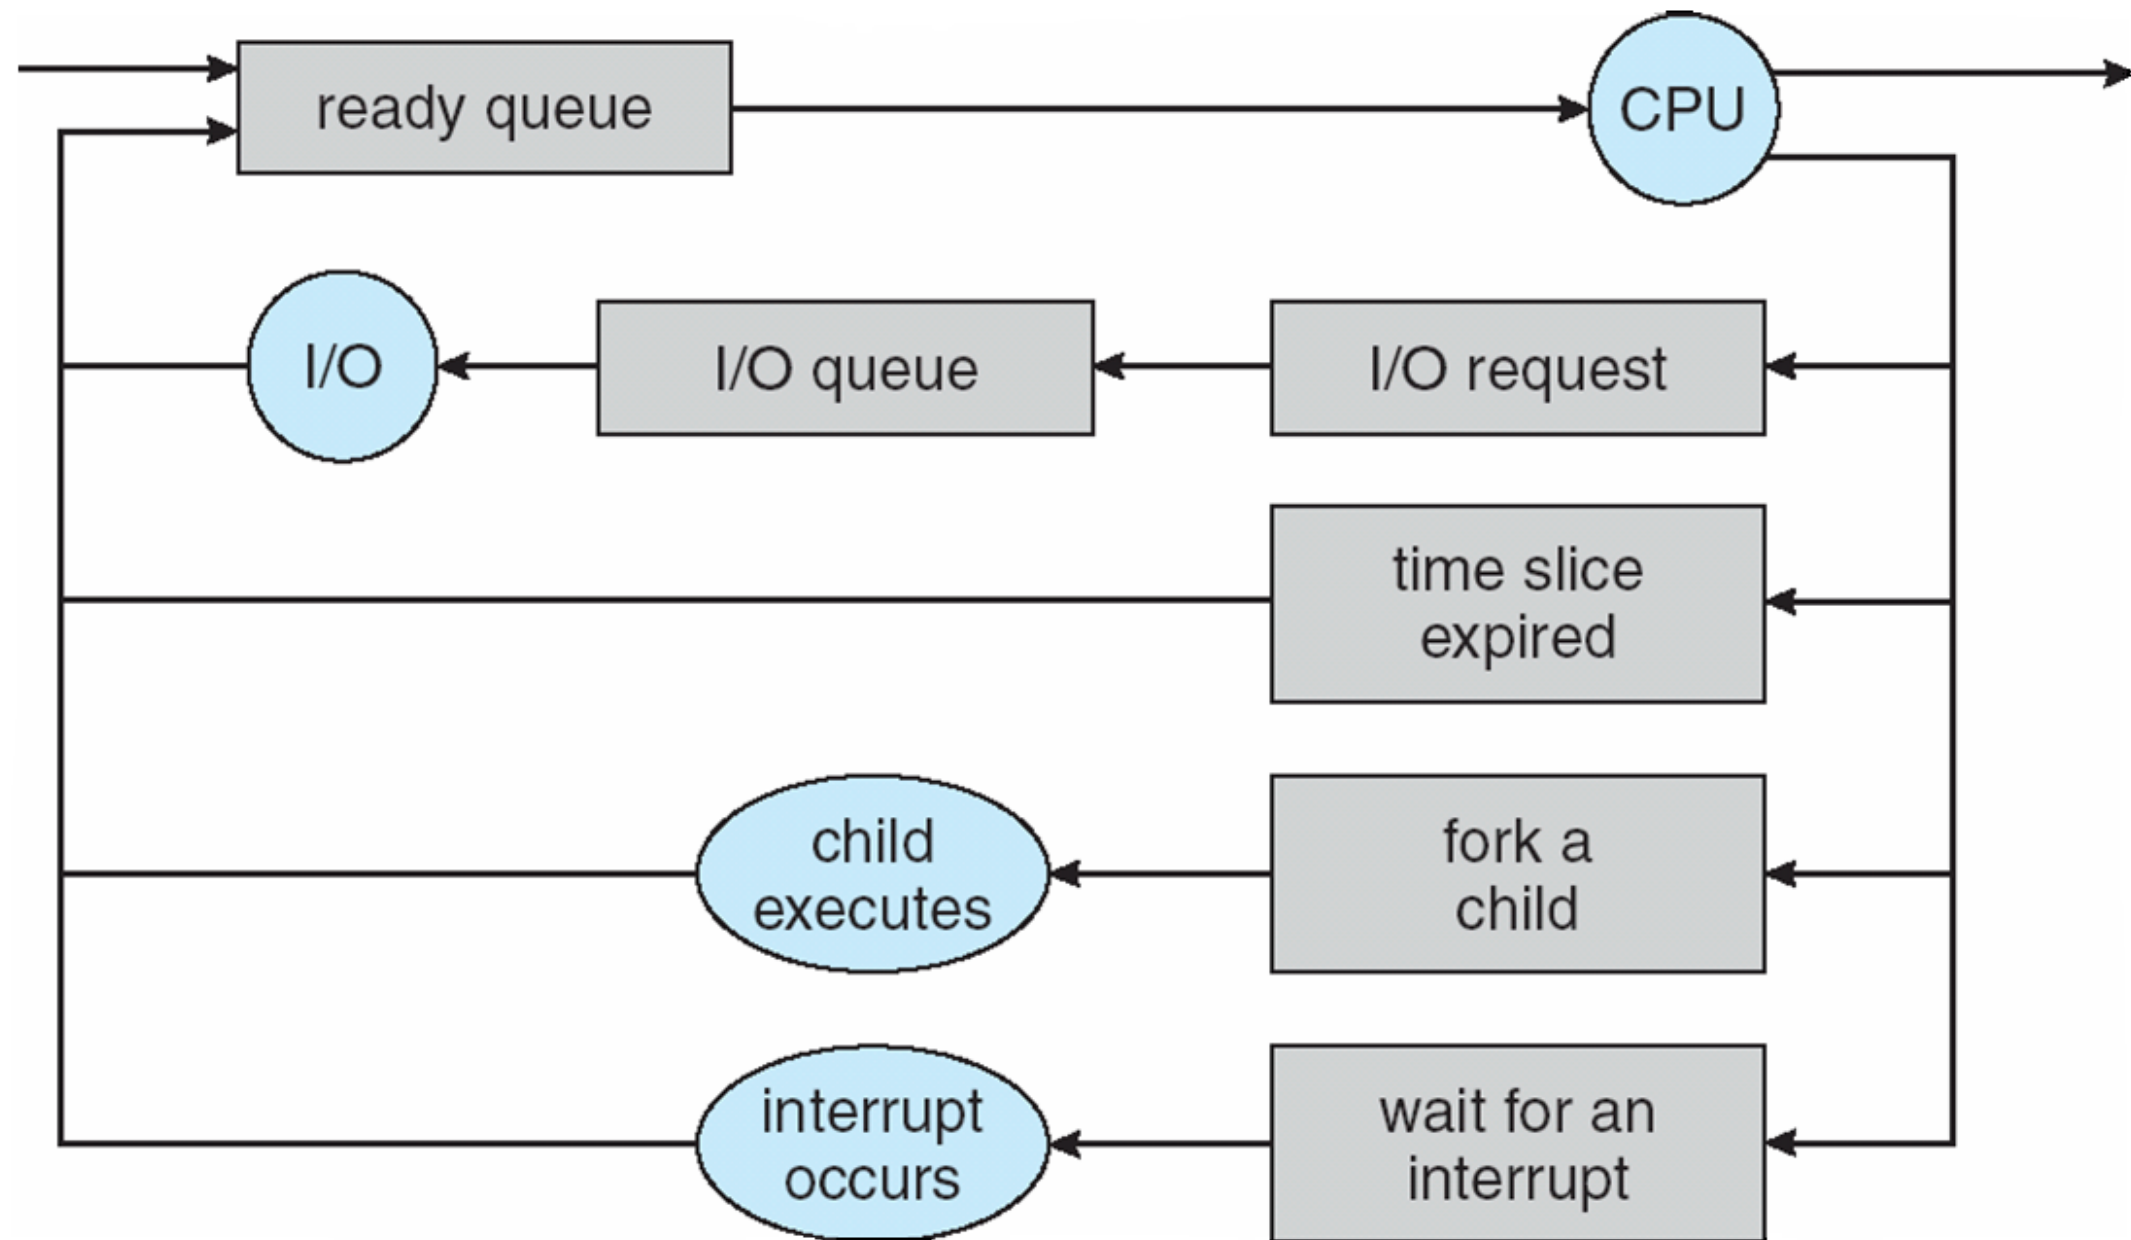 ready queue
CPU
I/O
I/O queue
I/O request
time slice
expired
child
executes
fork a
child
interrupt
occurs
wait for an
interrupt